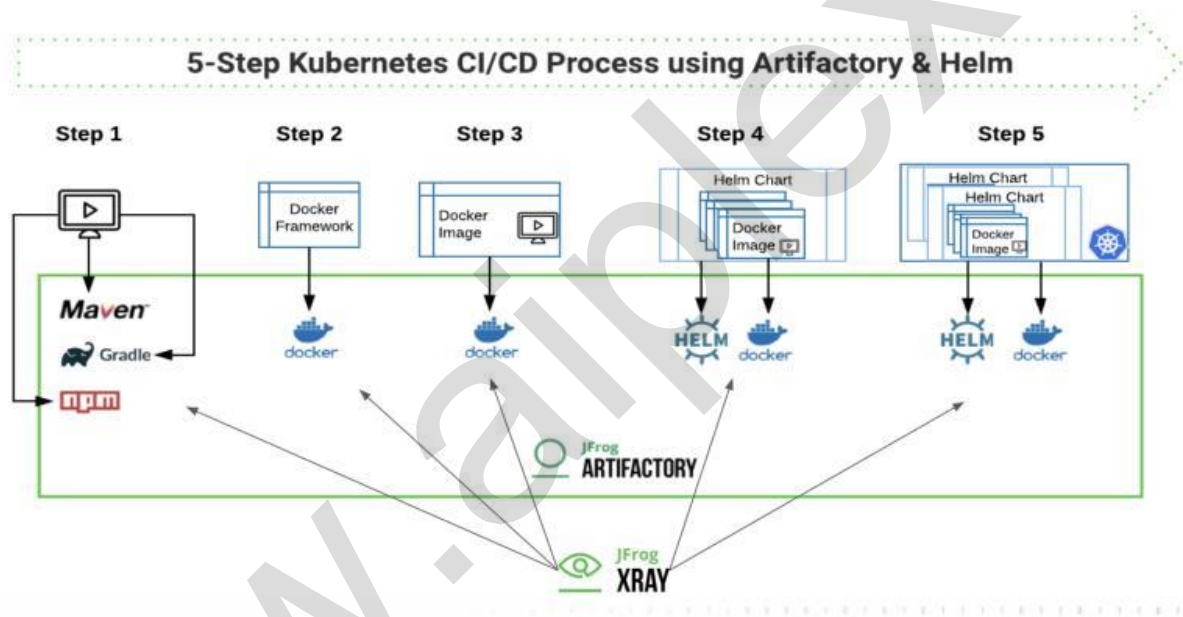 5-Step Kubernetes CI/CD Process using Artifactory & Helm
Step 1
Step 2
Step 3
Step 4
Step 5
Docker
Framework
Docker
Image
Helm Chart
Docker
Image
Helm Chart
Helm Chart
Docker
Image
Maven
Gradle
npm
docker
docker
HELM
docker
HELM
docker
JFrog
ARTIFACTORY
JFrog
XRAY
w.aiplex